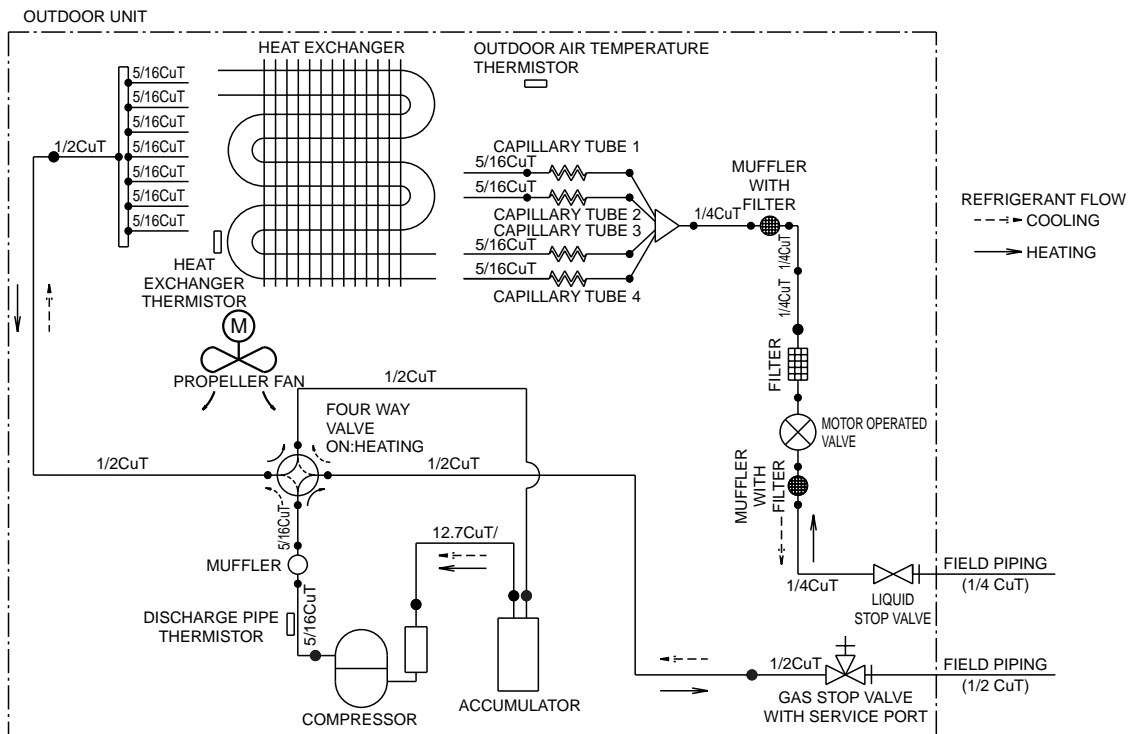 OUTDOOR UNIT
HEAT EXCHANGER
OUTDOOR AIR TEMPERATURE
THERMISTOR
5/16CuT
5/16CuT
5/16CuT
5/16CuT
5/16CuT
5/16CuT
5/16CuT
1/2CuT
CAPILLARY TUBE 1
5/16CuT
5/16CuT
CAPILLARY TUBE 2
CAPILLARY TUBE 3
5/16CuT
5/16CuT
CAPILLARY TUBE 4
MUFFLER
WITH
FILTER
1/4CuT
1/4CuT
1/4CuT
1/4CuT
REFRIGERANT FLOW
COOLING
HEATING
HEAT
EXCHANGER
THERMISTOR
M
PROPELLER FAN
1/2CuT
FOUR WAY
VALVE
ON:HEATING
1/2CuT
1/2CuT
FILTER
MOTOR OPERATED
VALVE
MUFFLER
WITH
FILTER
5/16CuT
MUFFLER
12.7CuT/
5/16CuT
DISCHARGE PIPE
THERMISTOR
COMPRESSOR
ACCUMULATOR
1/4CuT
LIQUID
STOP VALVE
FIELD PIPING
(1/4 CuT)
1/2CuT
GAS STOP VALVE
WITH SERVICE PORT
FIELD PIPING
(1/2 CuT)